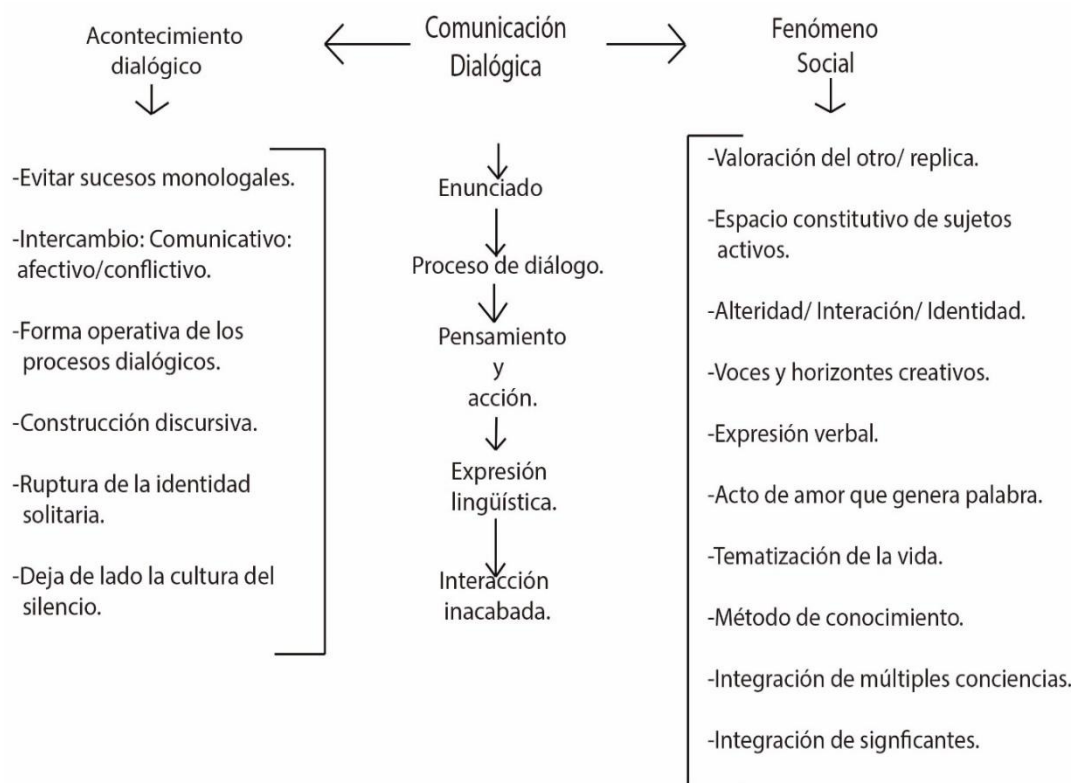 Acontecimiento
dialógico
-Evitar sucesos monologales.
-Intercambio: Comunicativo:
afectivo/conflictivo.
-Forma operativa de los
procesos dialógicos.
-Construcción discursiva.
-Ruptura de la identidad
solitaria.
-Deja de lado la cultura del
silencio.
Comunicación
Dialógica
Enunciado
Proceso de diálogo.
Pensamiento
y
acción.
Expresión
lingüística.
Interacción
inacabada.
Fenómeno
Social
-Valoración del otro/ replica.
-Espacio constitutivo de sujetos
activos.
-Alteridad/ Interación/ Identidad.
-Voces y horizontes creativos.
-Expresión verbal.
-Acto de amor que genera palabra.
-Tematización de la vida.
-Método de conocimiento.
-Integración de múltiples conciencias.
-Integración de signficantes.